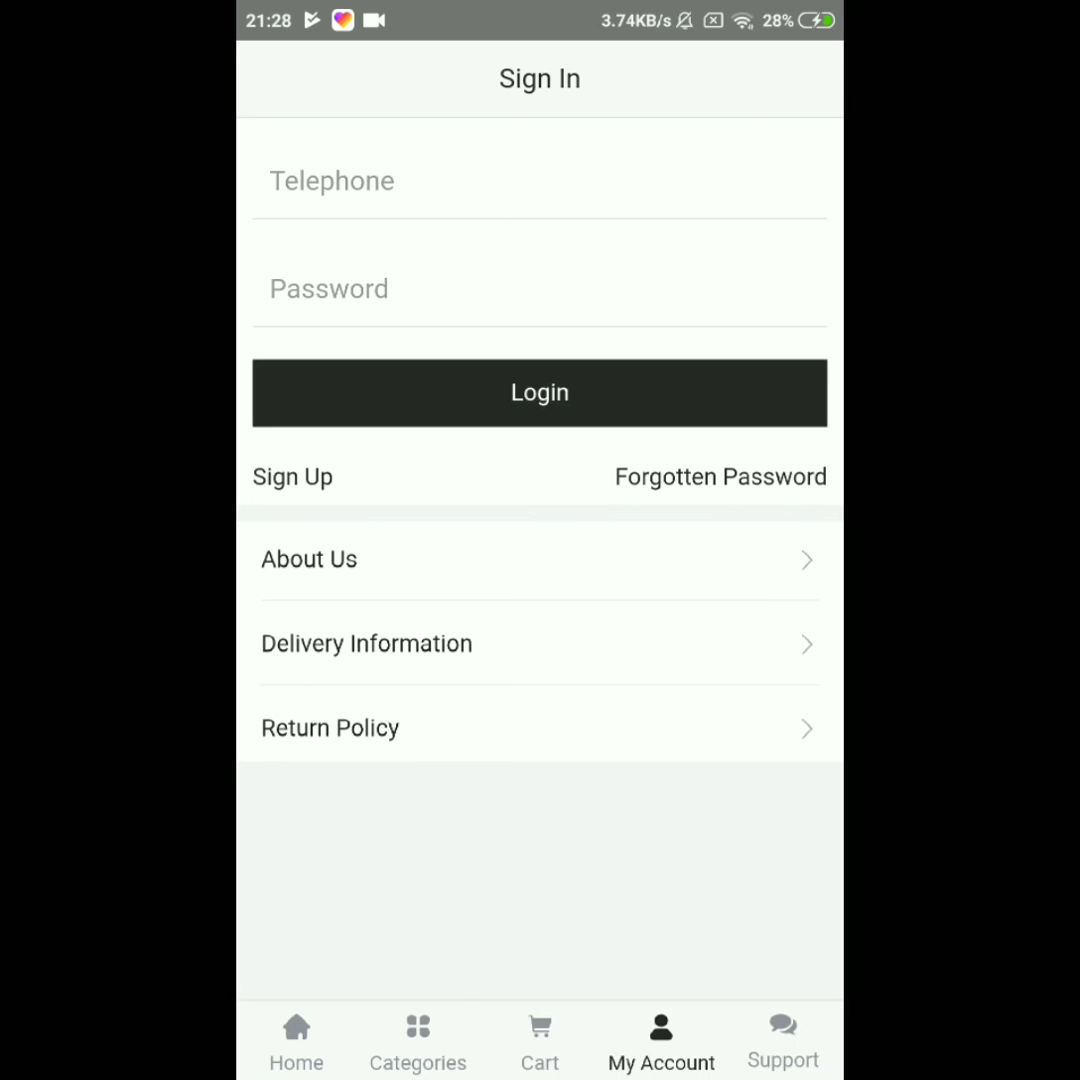 21:28 3.74KB/s 28%
Sign In
Telephone
Password
Login
Sign Up Forgotten Password
About Us
Delivery Information
Return Policy
Home Categories Cart My Account Support